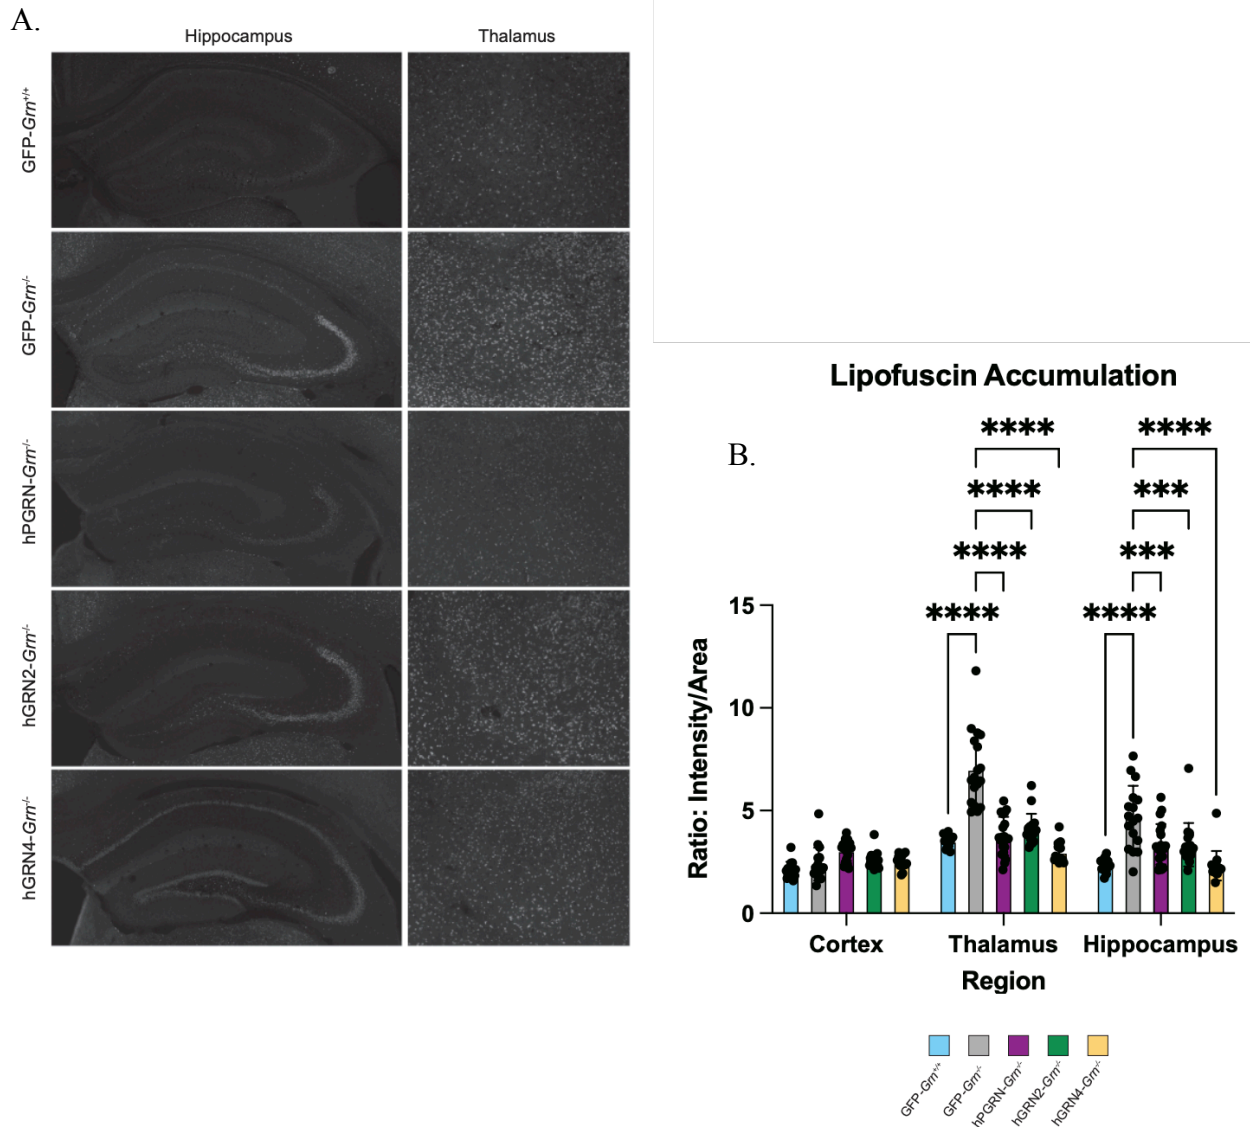 A.
Hippocampus
Thalamus
GFP-Grn+/+
GFP-Grn-/-
hPGRN-Grn-/-
hGRN2-Grn-/-
hGRN4-Grn-/-
Lipofuscin Accumulation
B.
****
****
****
***
****
***
****
****
Ratio: Intensity/Area
15
10
5
0
Cortex
Thalamus
Hippocampus
Region
GFP-Grn+/+
GFP-Grn-/-
hPGRN-Grn-/-
hGRN2-Grn-/-
hGRN4-Grn-/-